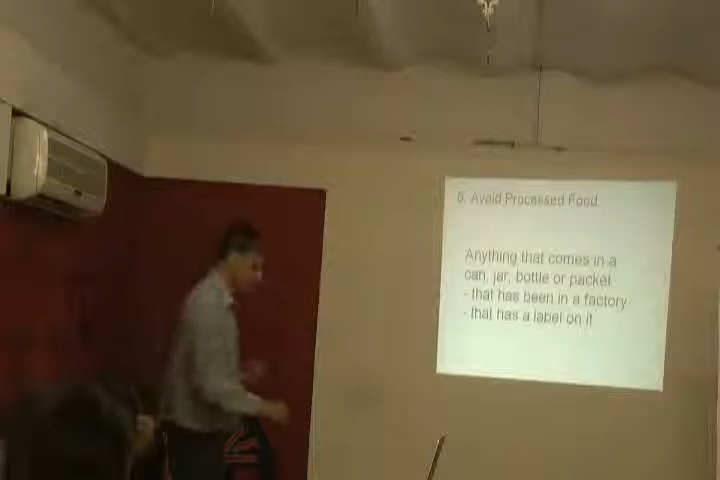 6. Avoid Processed Food.
Anything that comes in a
can, jar, bottle or packet
- that has been in a factory
- that has a label on it